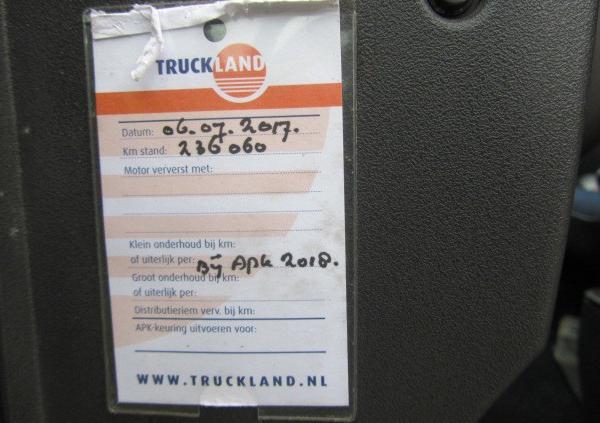 TRUCKLAND
Datum: 06.07.2017.
Km stand: 236060
Motor ververst met:
Klein onderhoud bij km:
of uiterlijk per: Bij APK 2018.
Groot onderhoud bij km:
of uiterlijk per:
Distributieriem verv. bij km:
APK-keuring uitvoeren voor:
WWW.TRUCKLAND.NL